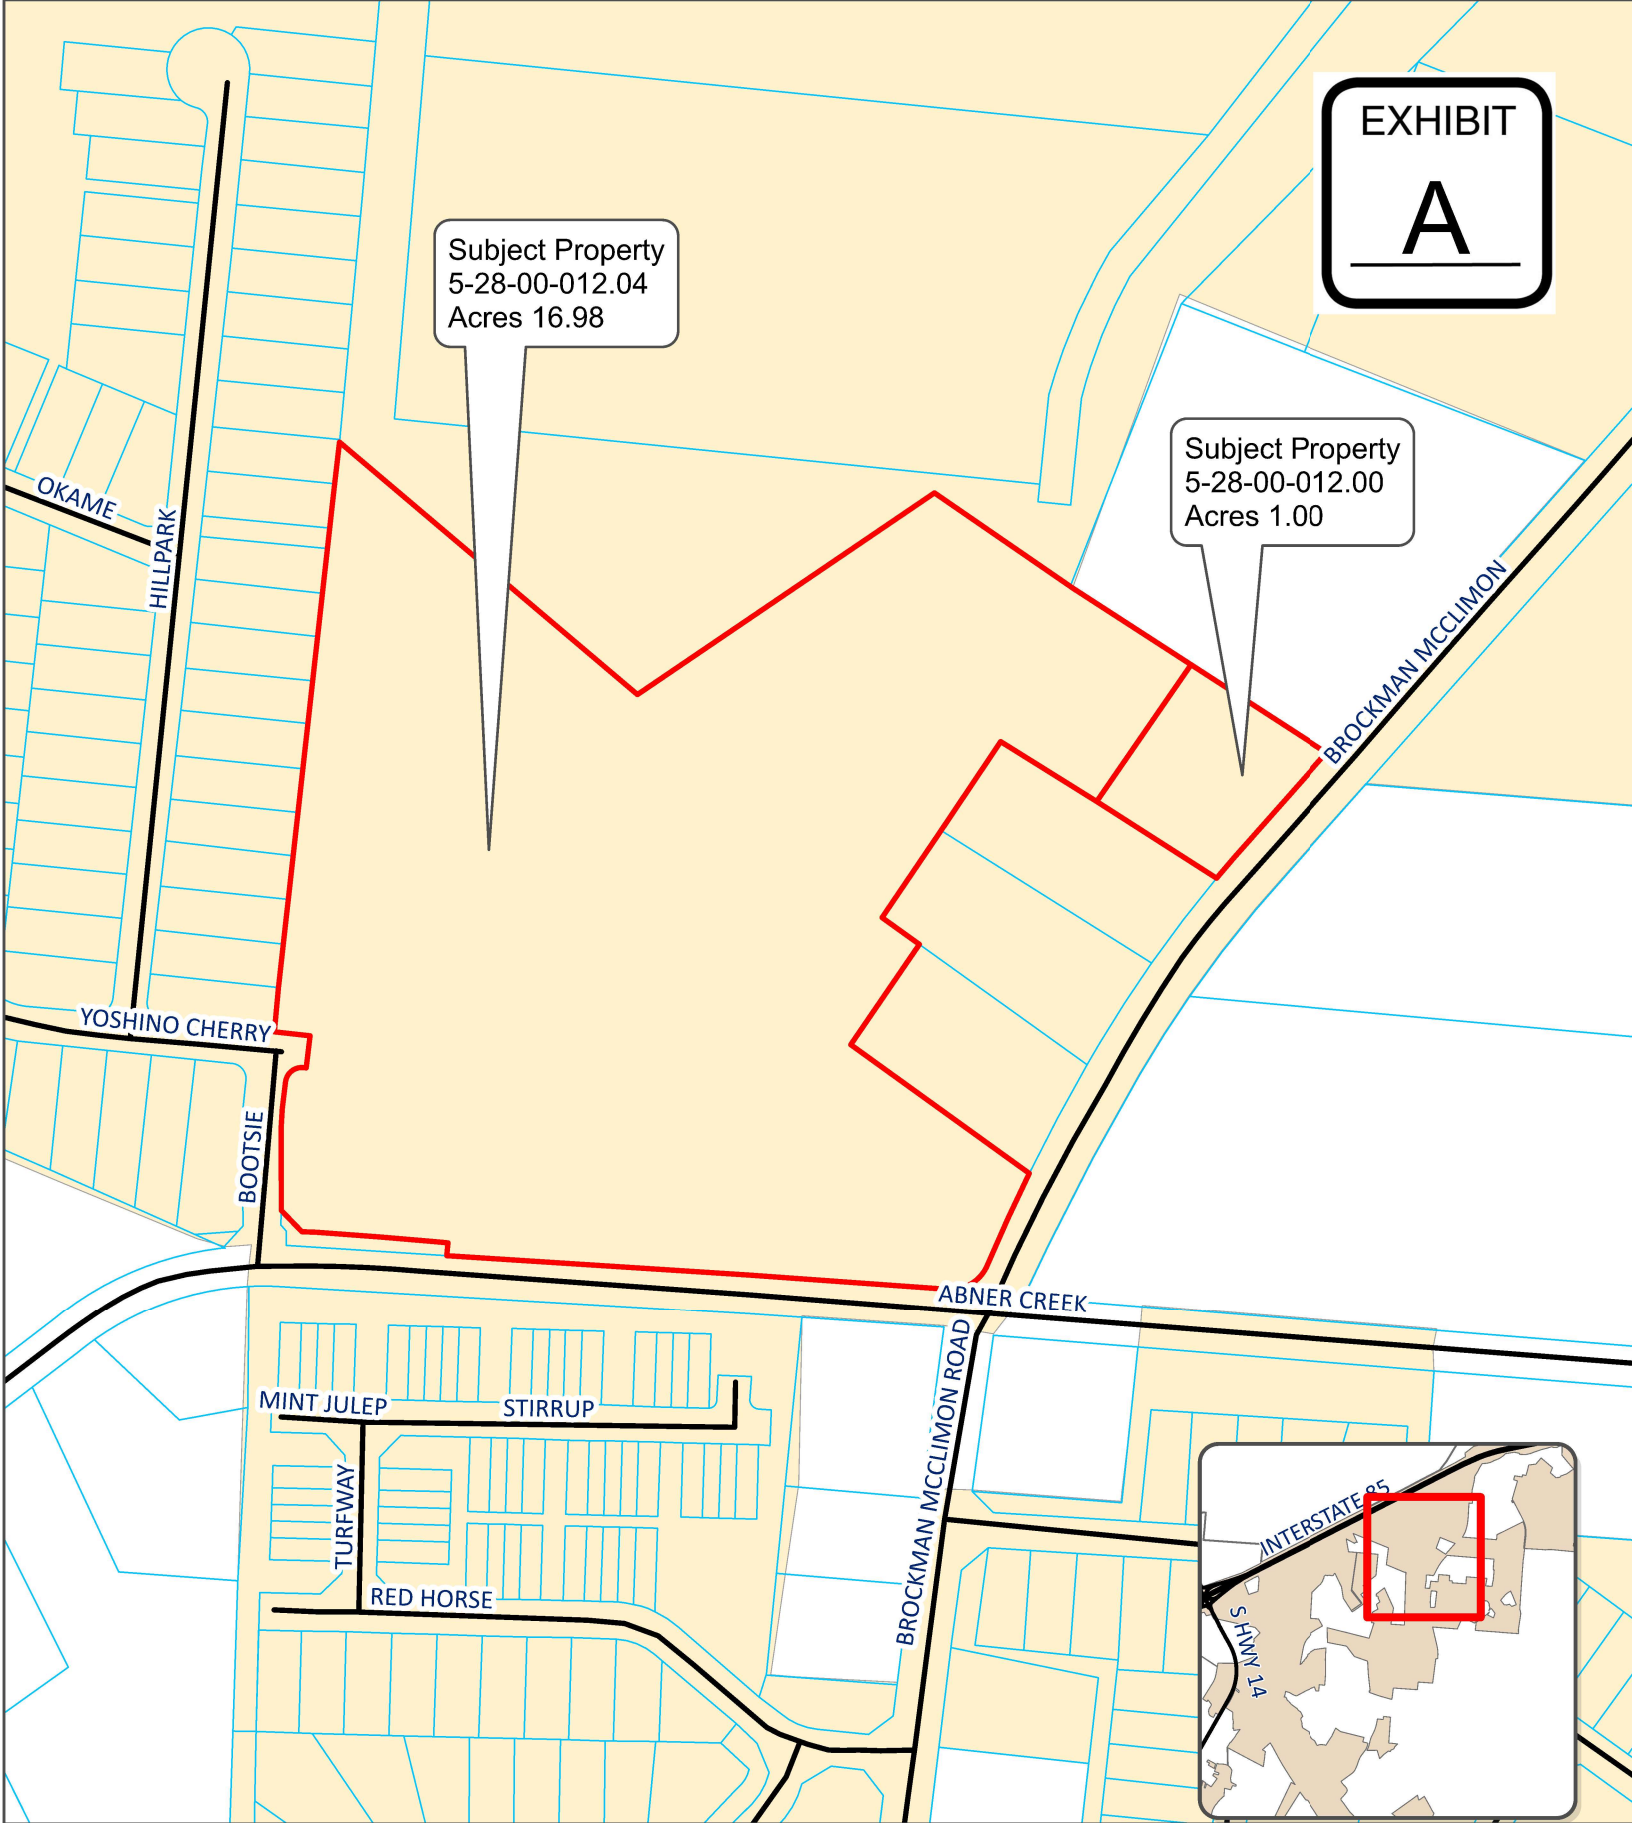 EXHIBIT
A
Subject Property
5-28-00-012.04
Acres 16.98
Subject Property
5-28-00-012.00
Acres 1.00
OKAME
HILLPARK
BROCKMAN MCCLIMON
YOSHINO CHERRY
BOOTSIE
ABNER CREEK
MINT JULEP
STIRRUP
TURFWAY
BROCKMAN MCCLIMON ROAD
RED HORSE
INTERSTATE 85
S HWY 14